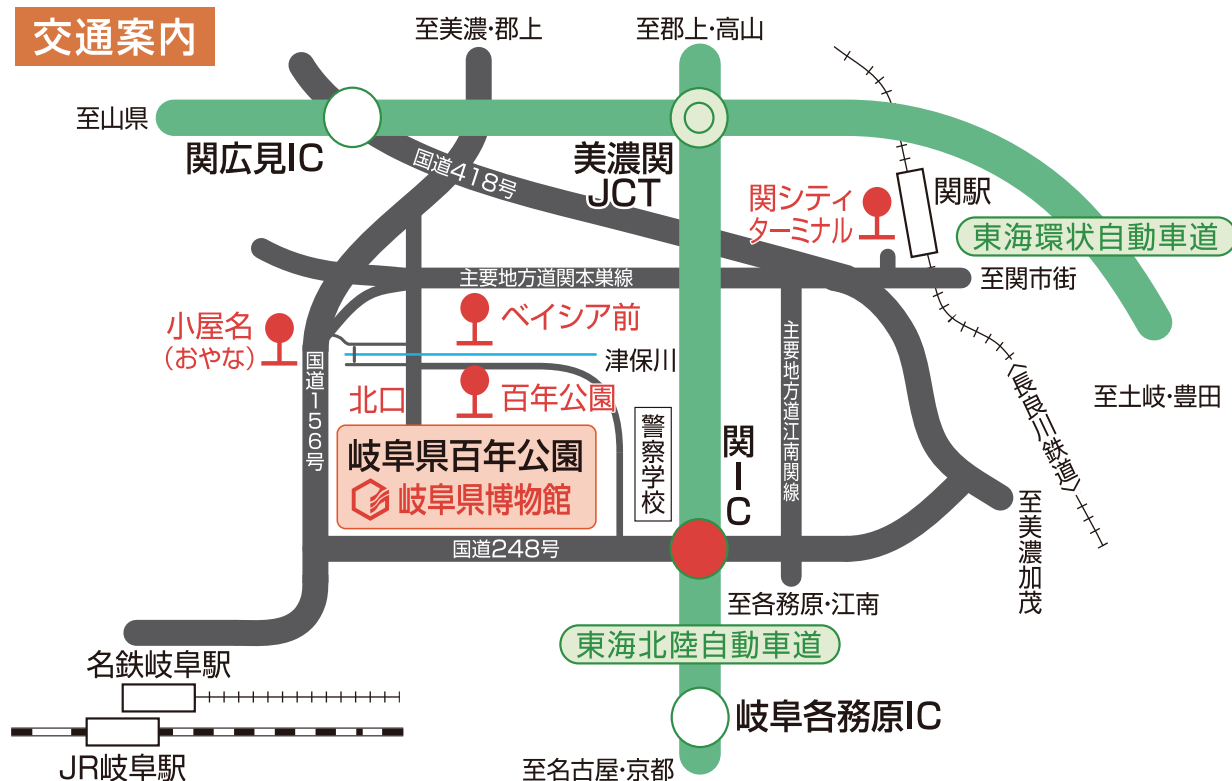 交通案内
至美濃・郡上
至郡上・高山
至山県
関広見IC
国道418号
美濃関
JCT
関シティ
ターミナル
関駅
東海環状自動車道
主要地方道関本巣線
至関市街
小屋名
(おやな)
ベイシア前
津保川
国道156号
北口
百年公園
警察学校
関IC
主要地方道江南関線
〈長良川鉄道〉
至土岐・豊田
岐阜県百年公園
岐阜県博物館
国道248号
至美濃加茂
至各務原・江南
東海北陸自動車道
名鉄岐阜駅
岐阜各務原IC
JR岐阜駅
至名古屋・京都